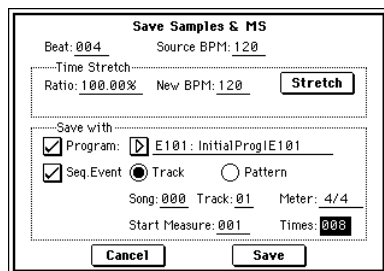 Save Samples & MS
Beat: 004 Source BPM: 120
Time Stretch
Ratio: 100.00% New BPM: 120 Stretch
Save with
Program: E101: InitialProg|E101
Seq.Event Track Pattern
Song: 000 Track: 01 Meter: 4/4
Start Measure: 001 Times: 008
Cancel Save